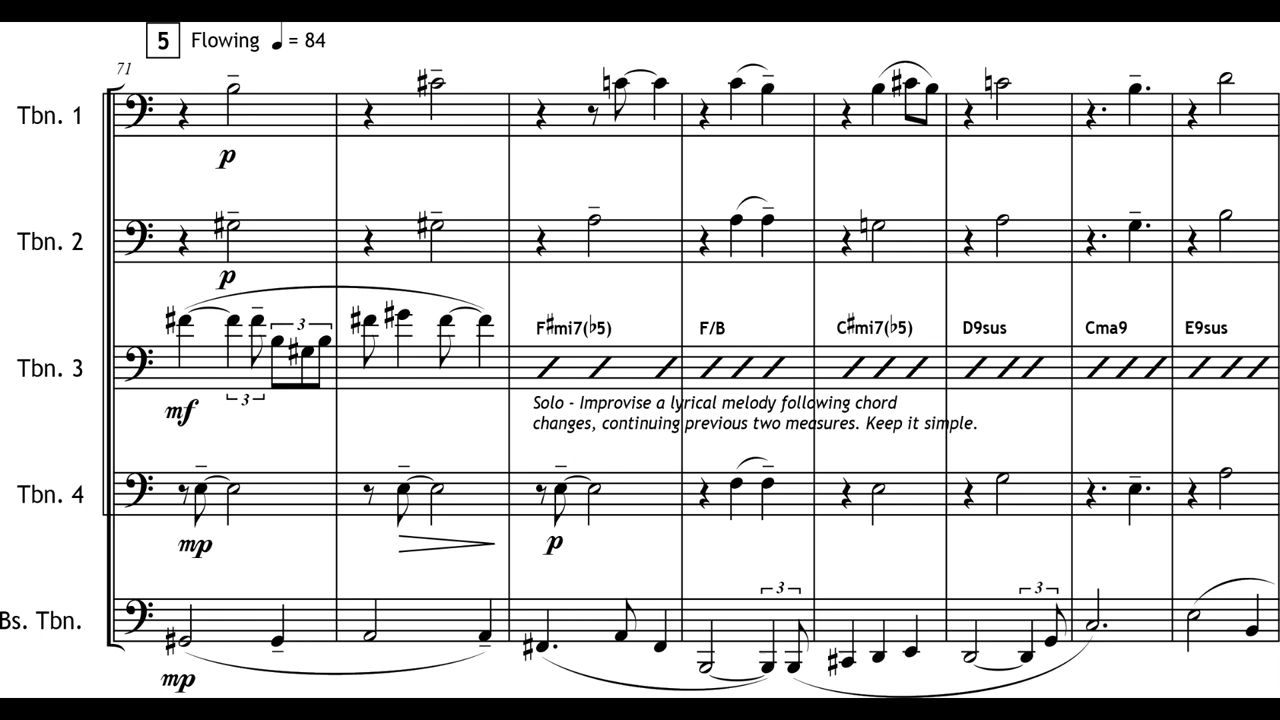 5 Flowing ♩ = 84
71
Tbn. 1
p
Tbn. 2
p
3
F#mi7(♭5) F/B C#mi7(♭5) D9sus Cma9 E9sus
Tbn. 3
mf
3
Solo - Improvise a lyrical melody following chord
changes, continuing previous two measures. Keep it simple.
Tbn. 4
mp p
3 3
Bs. Tbn.
mp